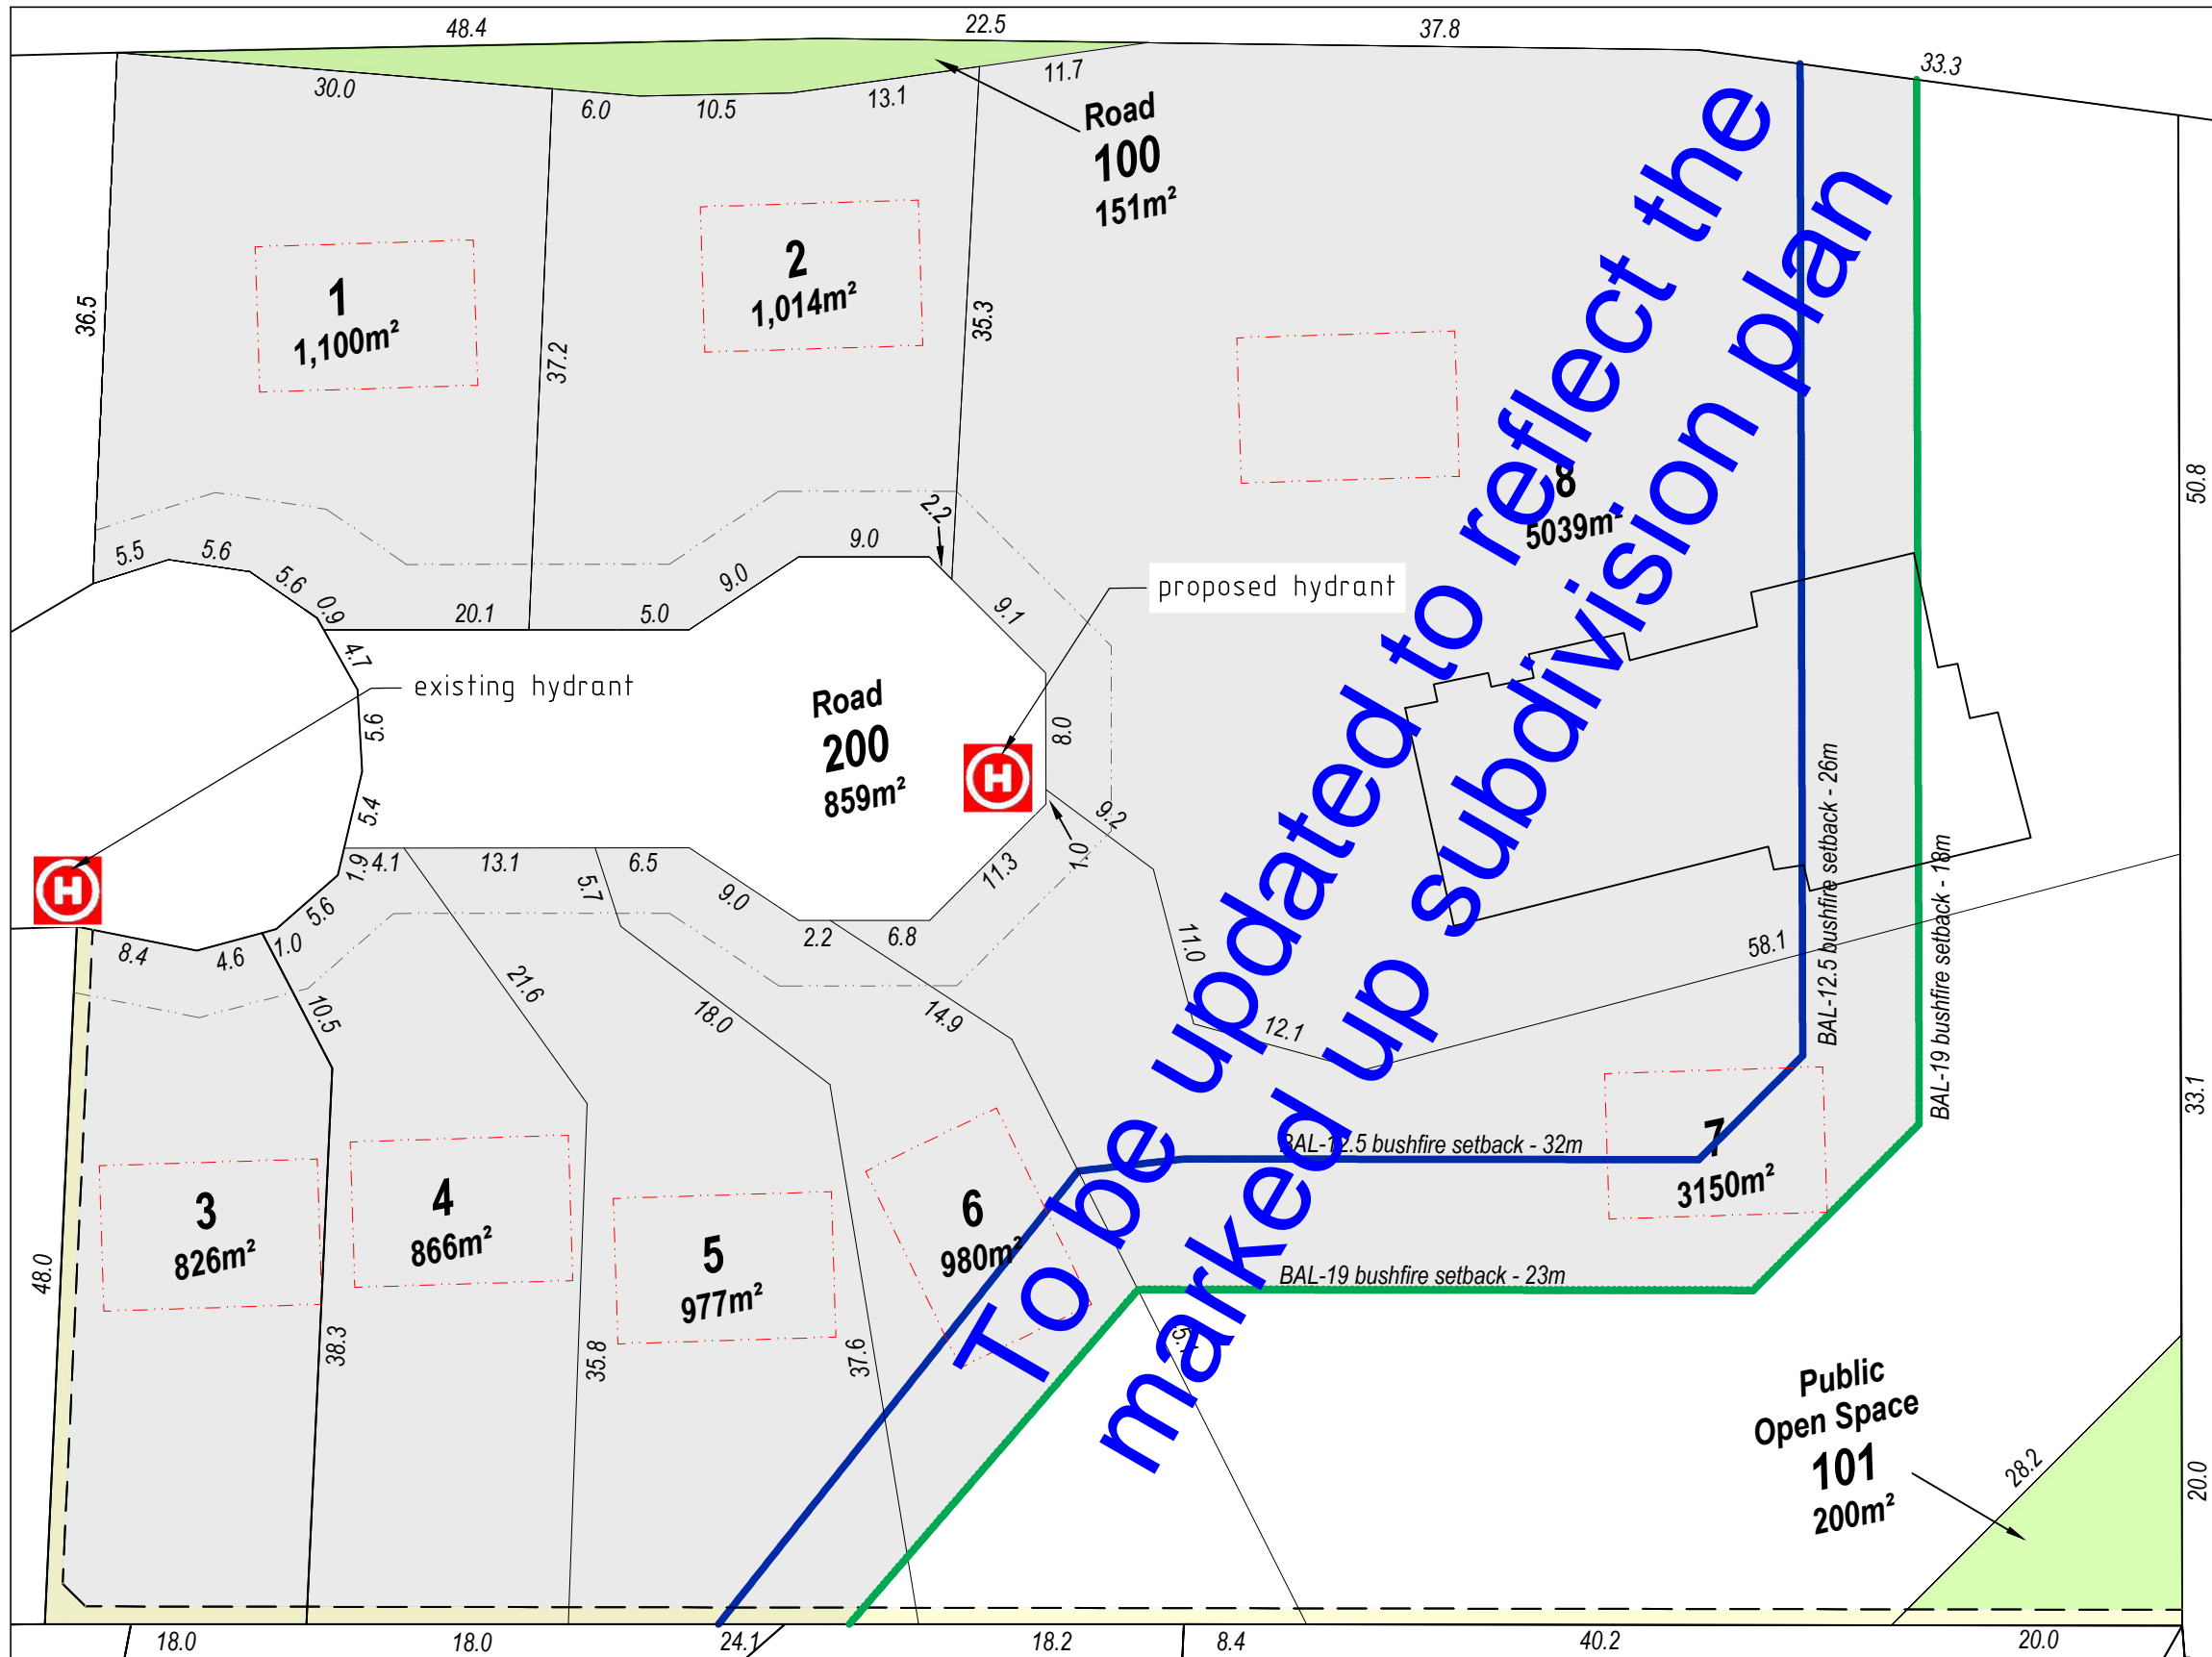 48.4
22.5
37.8
33.3
30.0
6.0
10.5
13.1
11.7
Road
100
151m²
36.5
1
1,100m²
37.2
2
1,014m²
35.3
8
5039m²
50.8
To be updated to reflect the
marked up subdivision plan
5.5
5.6
5.6
0.9
20.1
5.0
9.0
9.0
2.2
9.1
proposed hydrant
4.7
existing hydrant
5.6
5.4
Road
200
859m²
H
8.0
9.2
1.0
H
1.9
4.1
13.1
5.7
6.5
9.0
2.2
6.8
11.3
11.0
12.1
58.1
BAL-12.5 bushfire setback - 26m
BAL-19 bushfire setback - 18m
8.4
4.6
1.0
5.6
10.5
21.6
18.0
14.9
33.1
48.0
3
826m²
38.3
4
866m²
35.8
5
977m²
37.6
6
980m²
BAL-12.5 bushfire setback - 32m
7
3150m²
BAL-19 bushfire setback - 23m
Public
Open Space
101
200m²
28.2
20.0
18.0
18.0
24.1
18.2
8.4
40.2
20.0